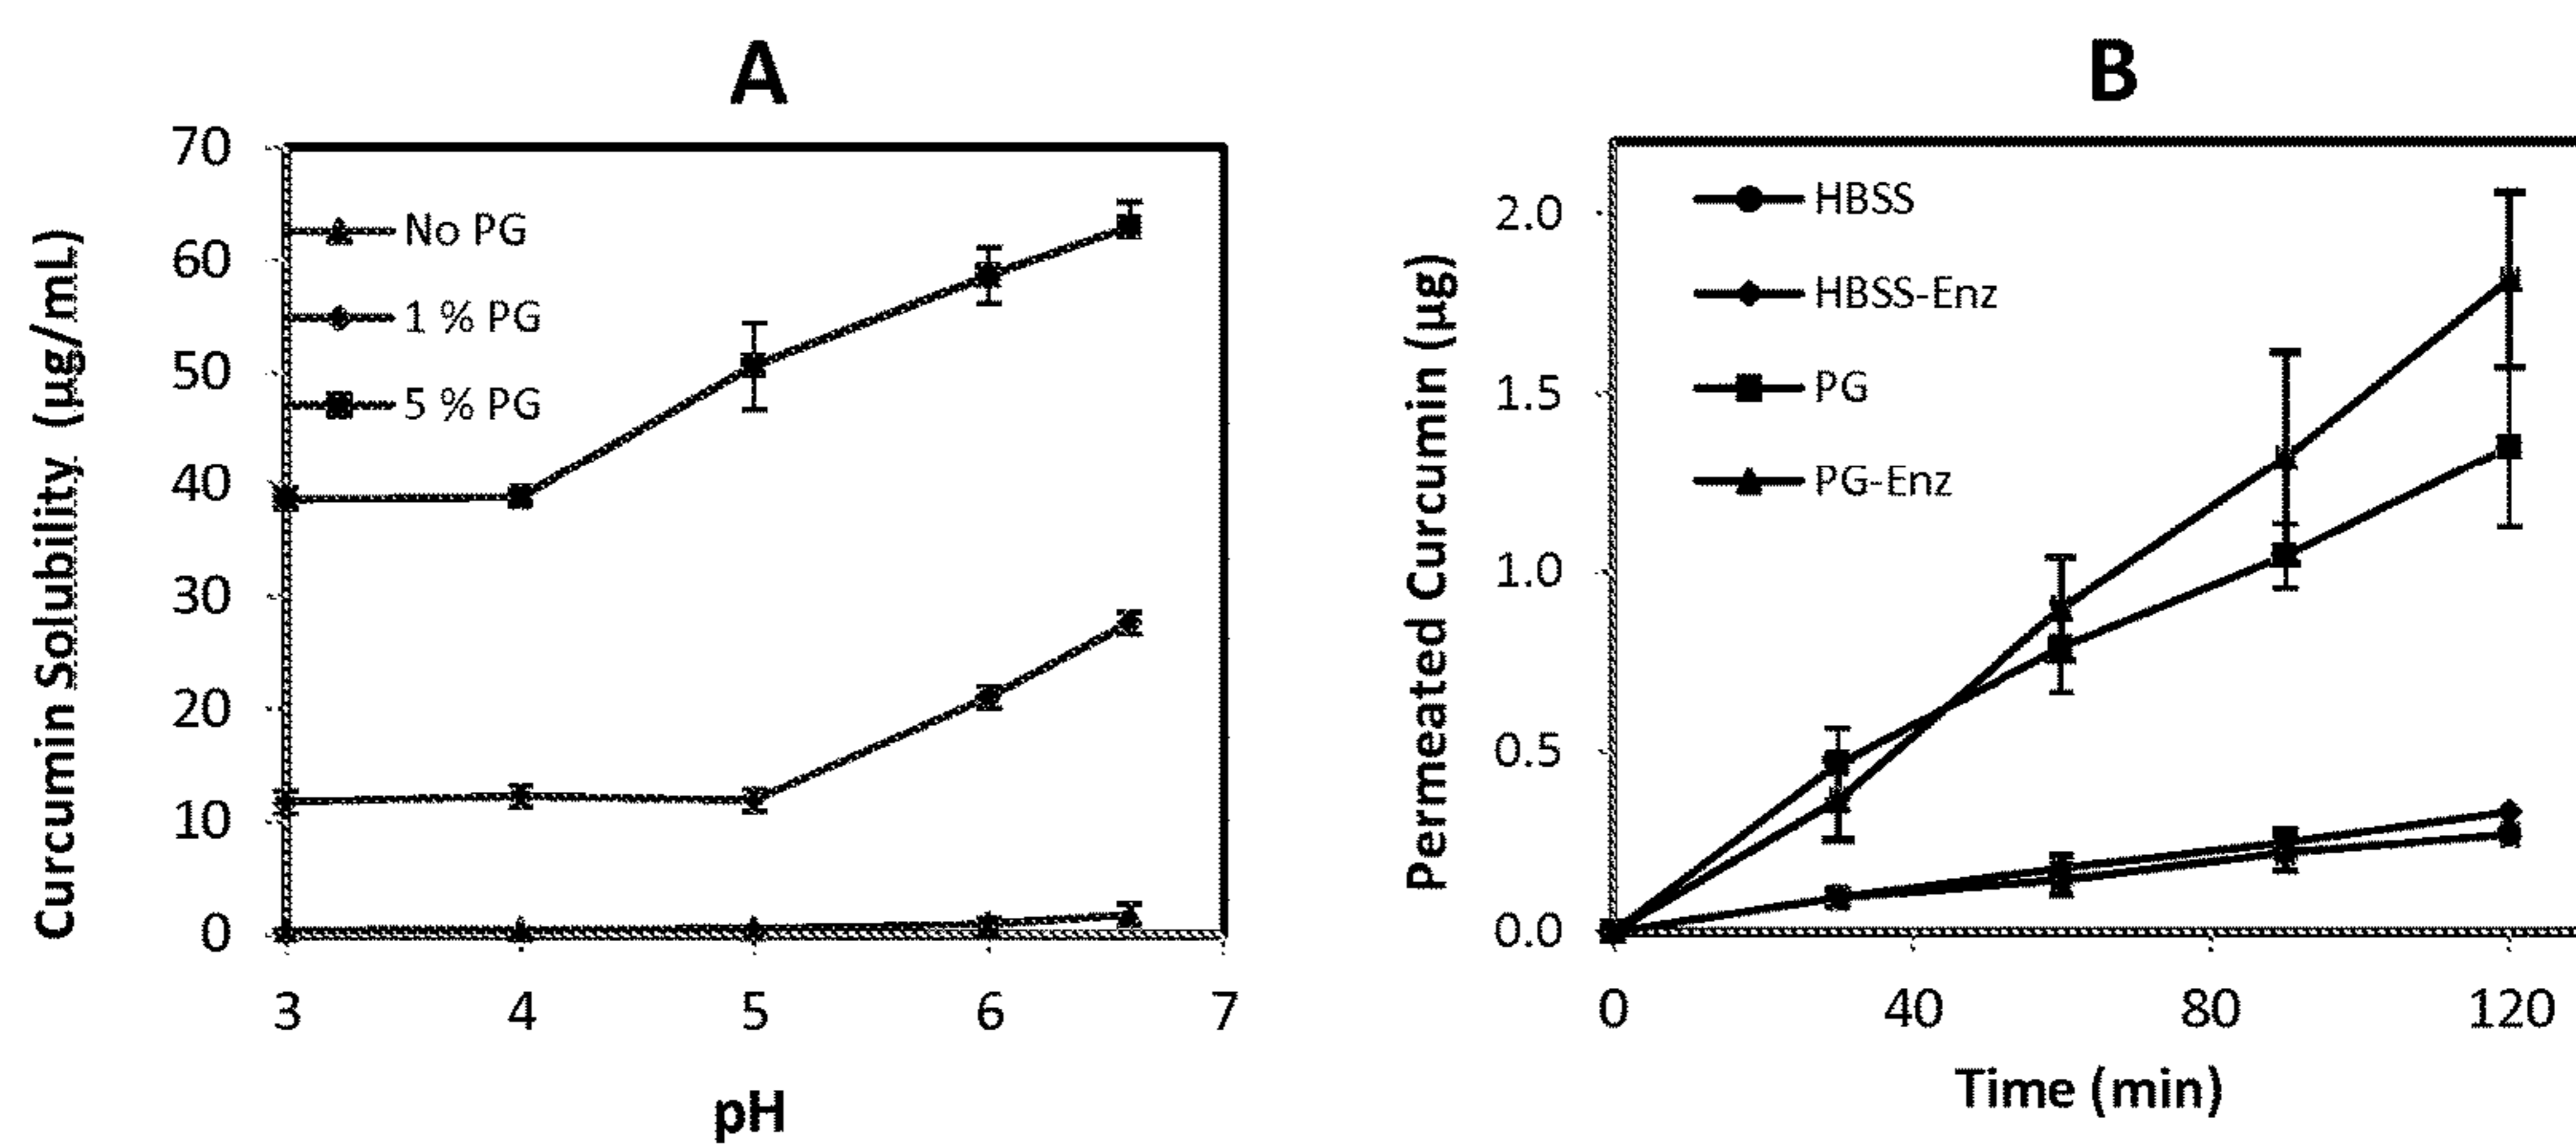 A
Curcumin Solubility (µg/mL)
70
60
50
40
30
20
10
0
No PG
1 % PG
5 % PG
3 4 5 6 7
pH
B
Permeated Curcumin (µg)
2.0
1.5
1.0
0.5
0.0
HBSS
HBSS-Enz
PG
PG-Enz
0 40 80 120
Time (min)